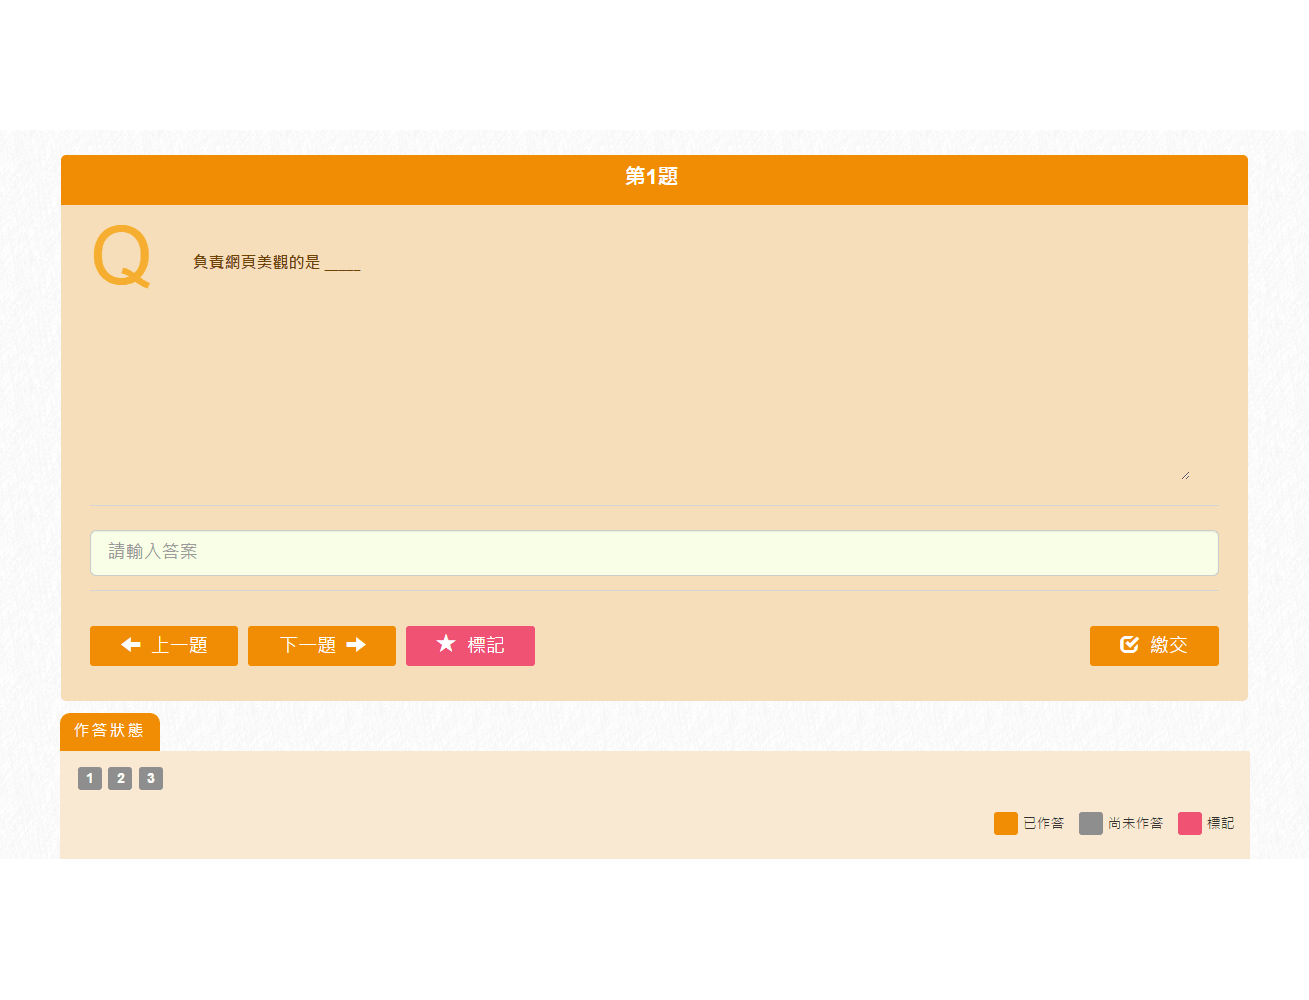 第1題
Q
負責網頁美觀的是 _____
請輸入答案
上一題 下一題 標記 繳交
作答狀態
1 2 3
已作答 尚未作答 標記